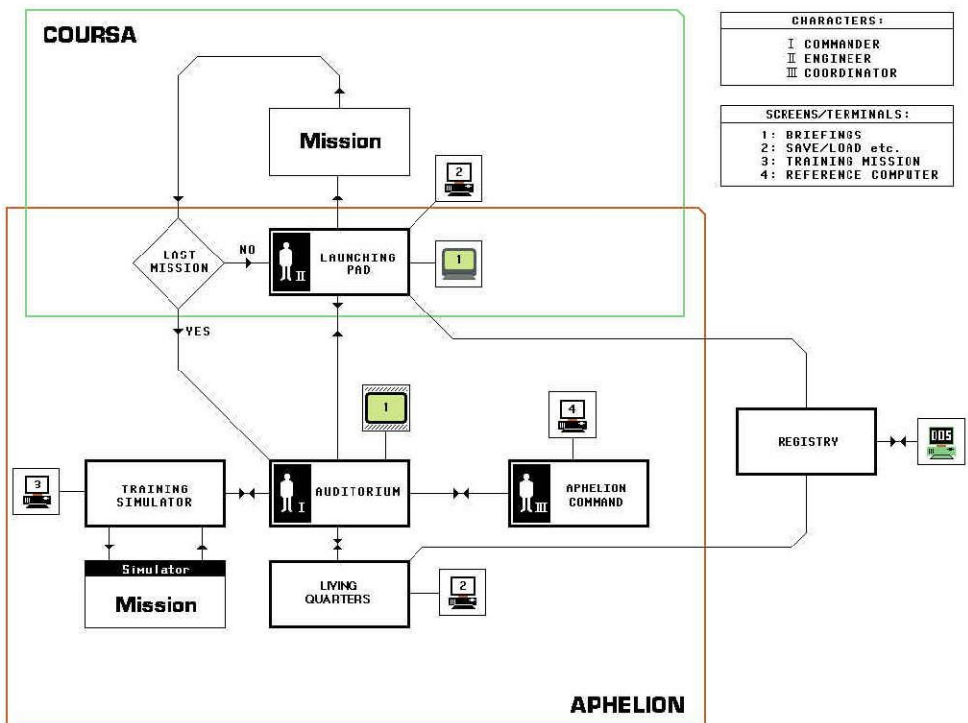 COURSA
CHARACTERS:
I COMMANDER
II ENGINEER
III COORDINATOR
SCREENS/TERMINALS:
1: BRIEFINGS
2: SAVE/LOAD etc.
3: TRAINING MISSION
4: REFERENCE COMPUTER
Mission
2
LAST
MISSION
NO
II
LAUNCHING
PAD
1
YES
1
4
REGISTRY
DOS
3
TRAINING
SIMULATOR
I
AUDITORIUM
III
APHELION
COMMAND
Simulator
Mission
LIVING
QUARTERS
2
APHELION